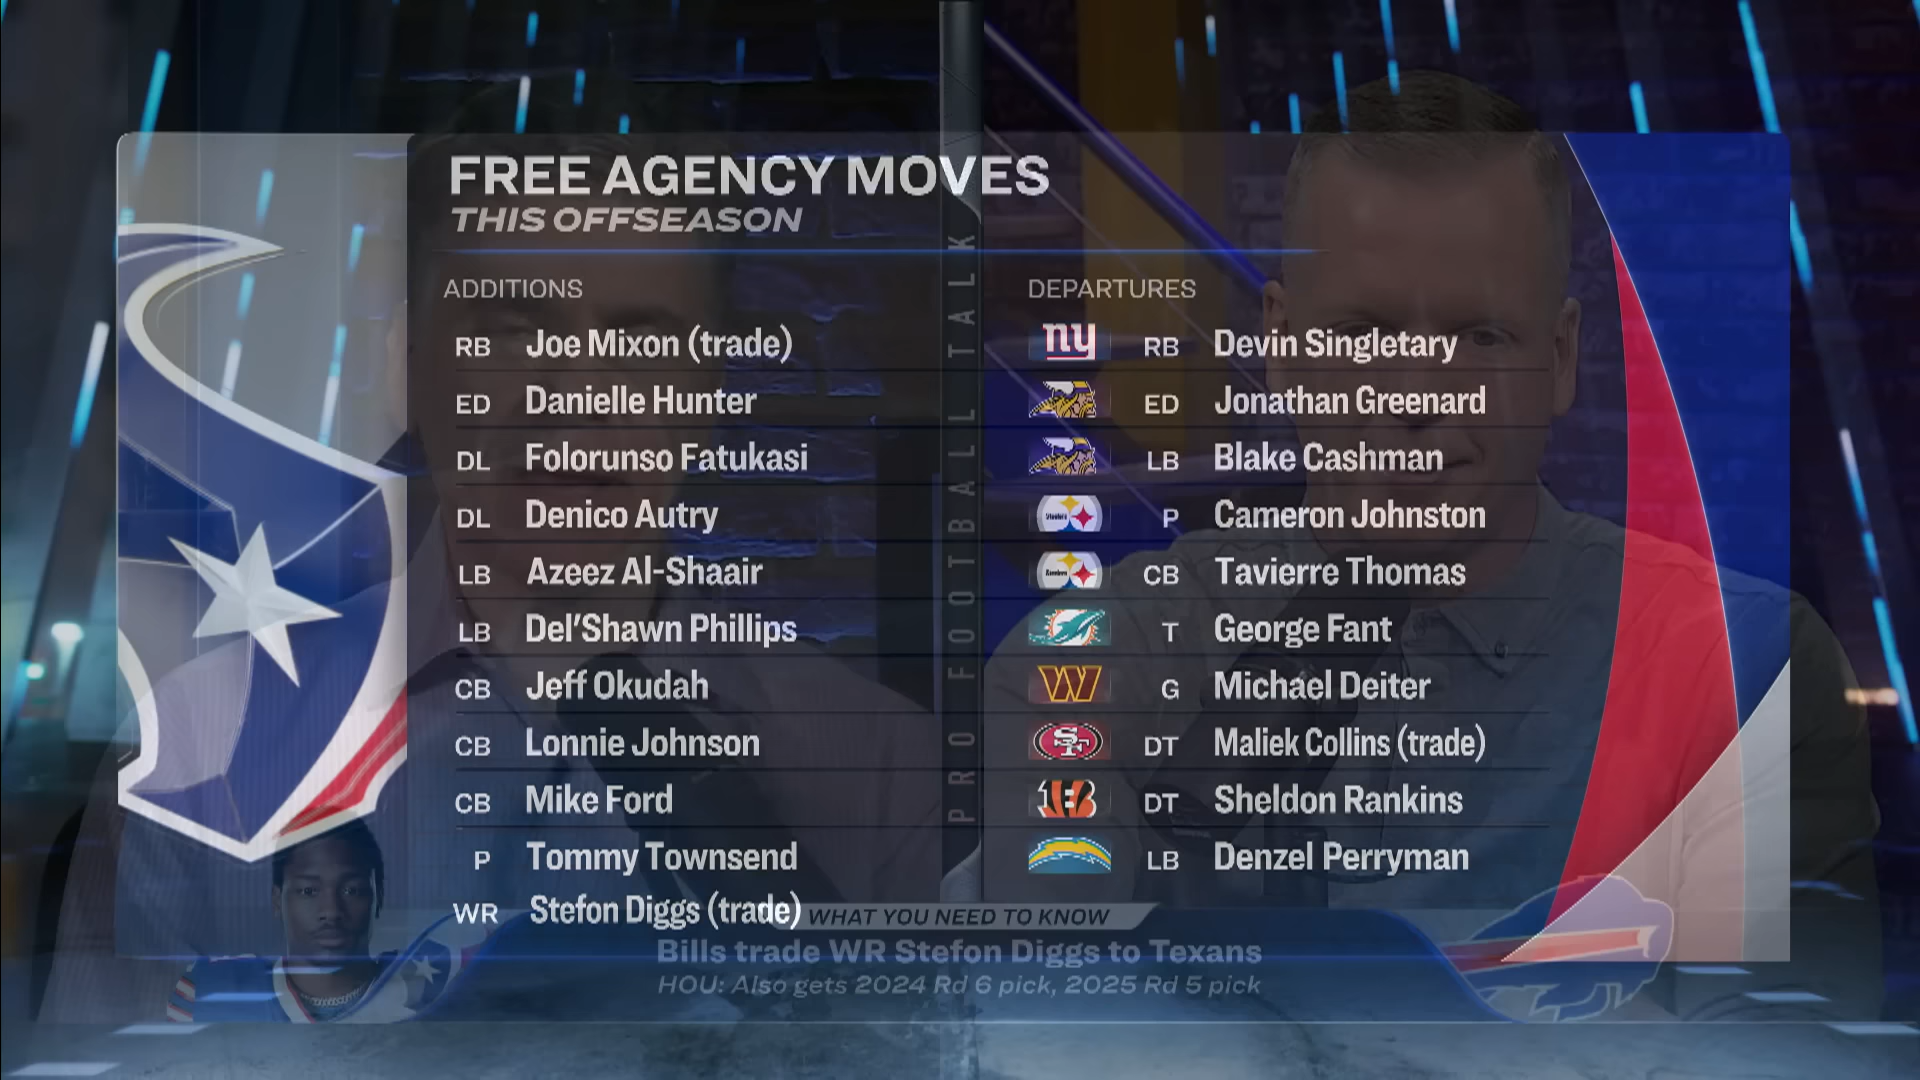 FREE AGENCY MOVES
THIS OFFSEASON
ADDITIONS
RB Joe Mixon (trade)
ED Danielle Hunter
DL Folorunso Fatukasi
DL Denico Autry
LB Azeez Al-Shaair
LB Del'Shawn Phillips
CB Jeff Okudah
CB Lonnie Johnson
CB Mike Ford
P Tommy Townsend
WR Stefon Diggs (trade)
DEPARTURES
ny RB Devin Singletary
ED Jonathan Greenard
LB Blake Cashman
Steelers P Cameron Johnston
Steelers CB Tavierre Thomas
T George Fant
W G Michael Deiter
SF DT Maliek Collins (trade)
B DT Sheldon Rankins
LB Denzel Perryman
PRO FOOTBALL TALK
WHAT YOU NEED TO KNOW
Bills trade WR Stefon Diggs to Texans
HOU: Also gets 2024 Rd 6 pick, 2025 Rd 5 pick